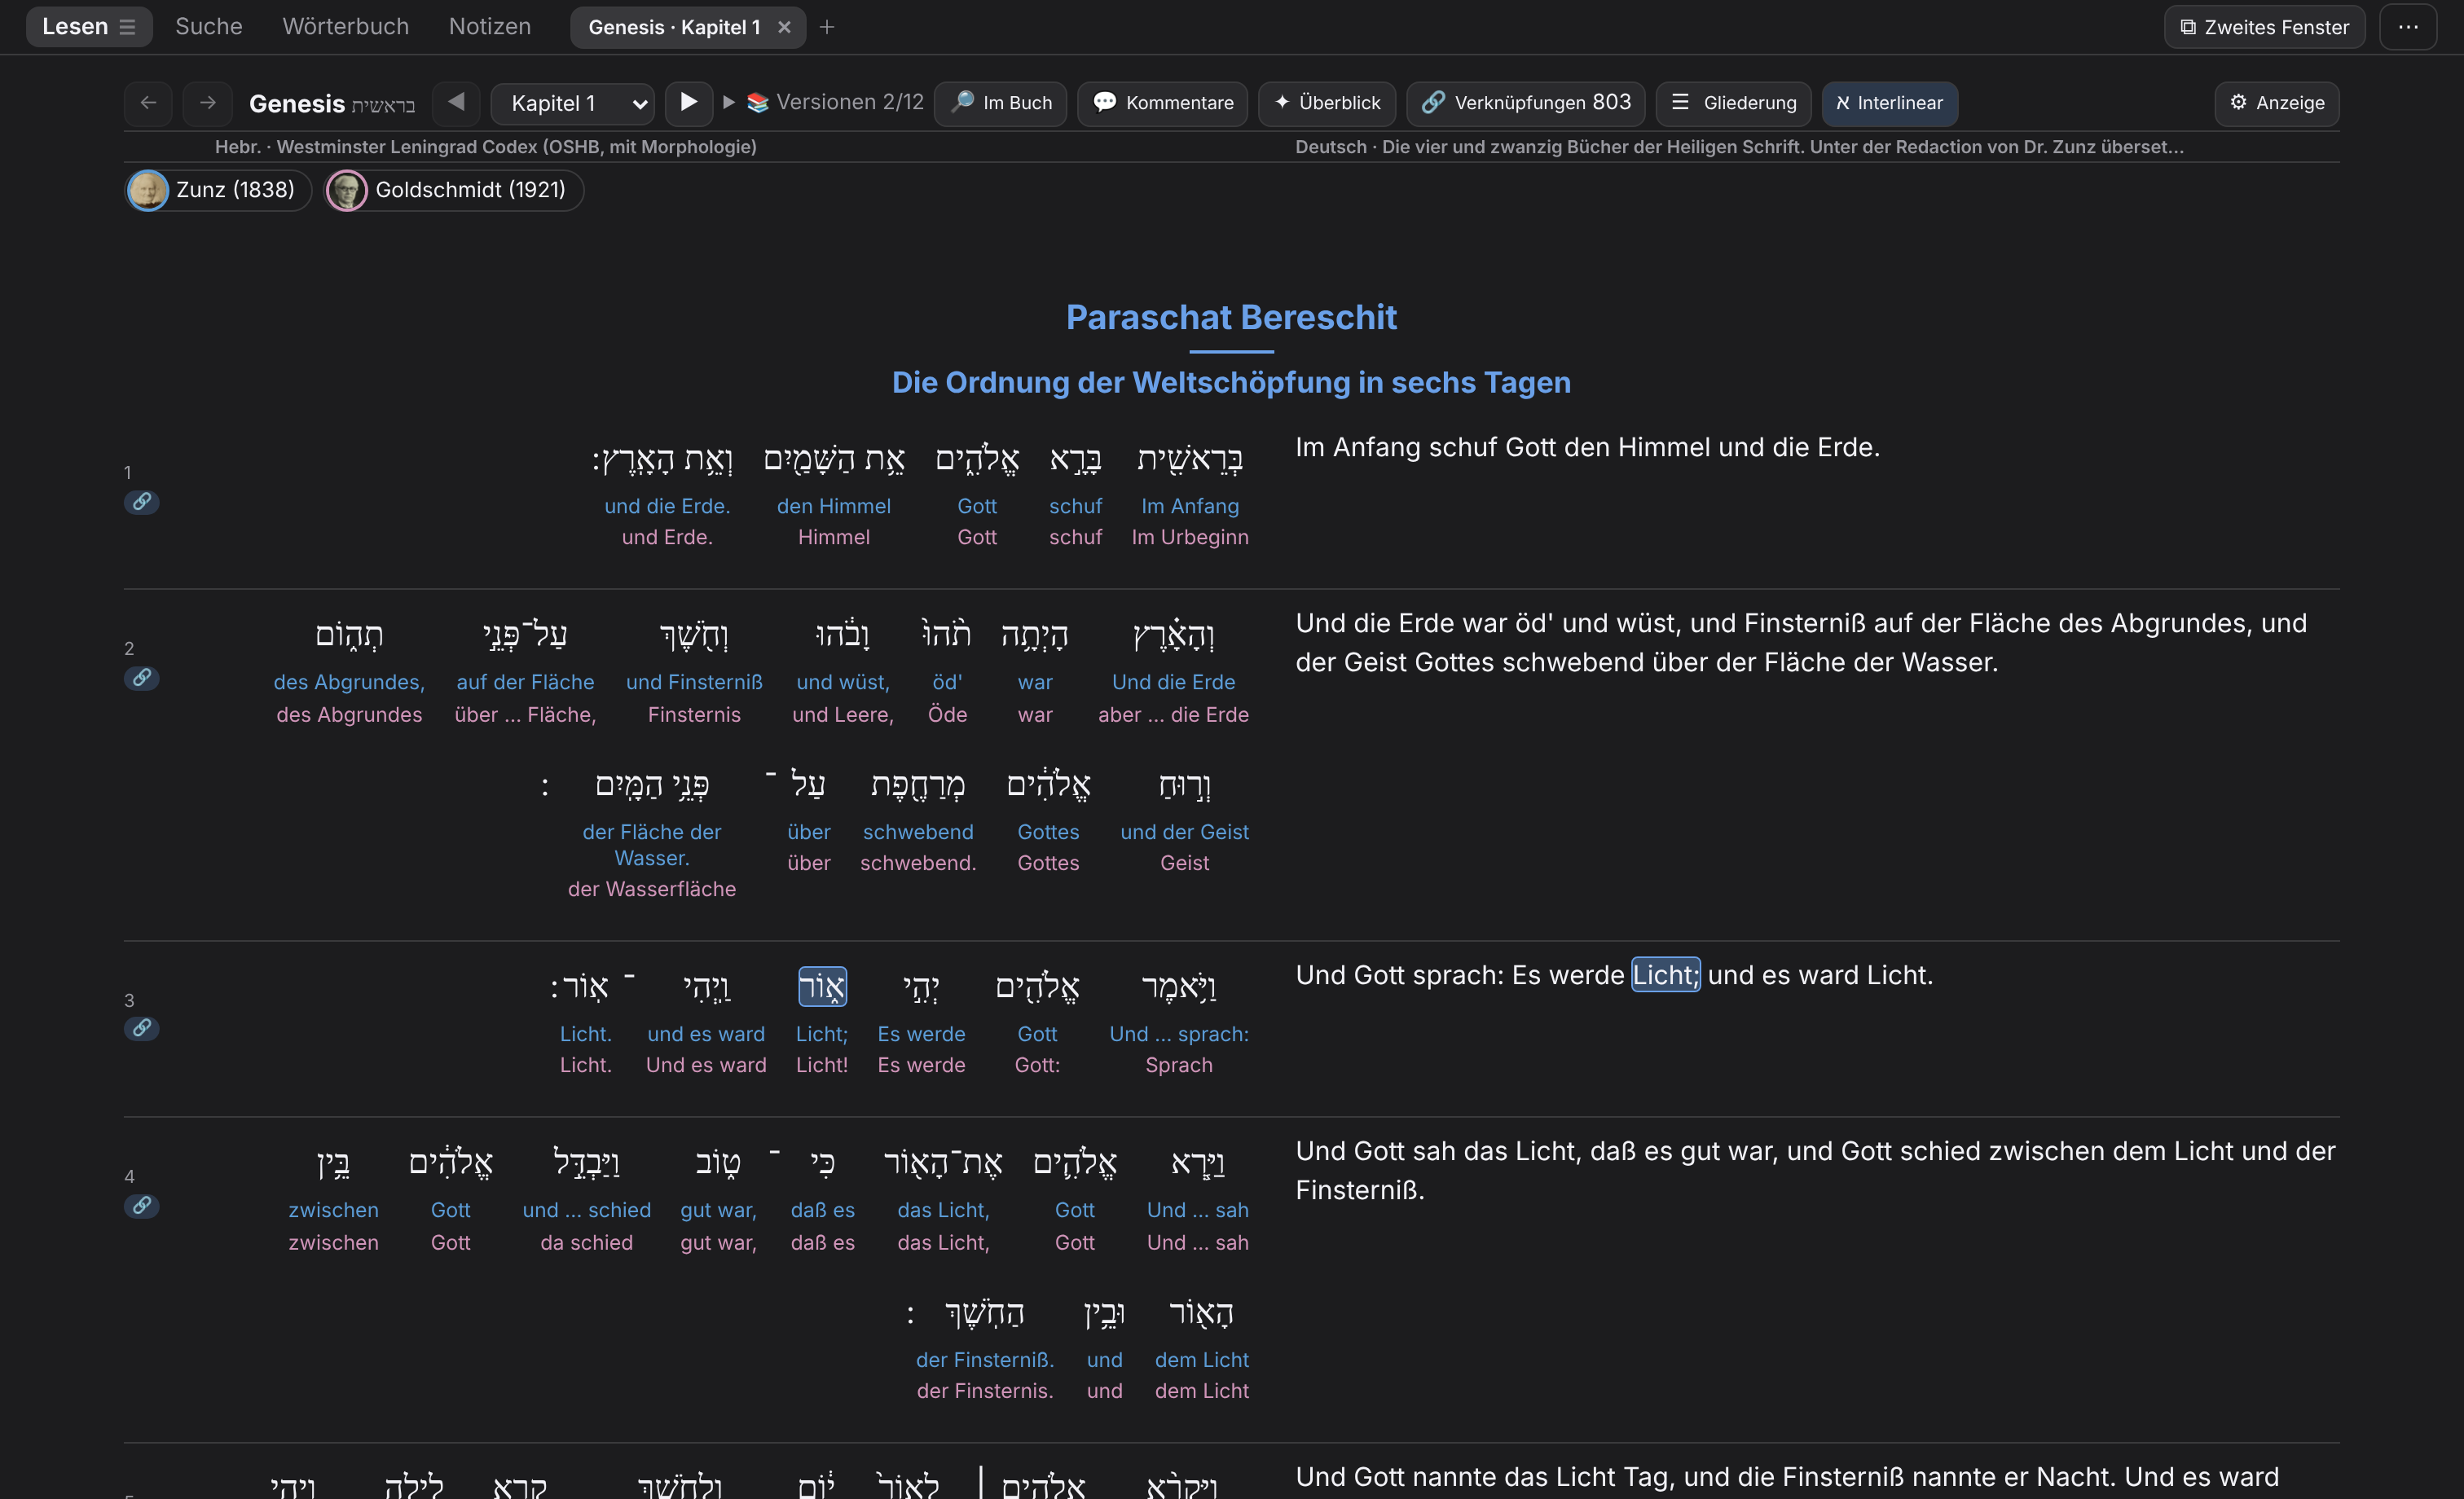 Lesen ☰ Suche Wörterbuch Notizen Genesis · Kapitel 1 × + Zweites Fenster ⋯
← → Genesis בראשית ◀ Kapitel 1 ▶ ▶ Versionen 2/12 Im Buch Kommentare ✦ Überblick Verknüpfungen 803 ☰ Gliederung א Interlinear ⚙ Anzeige
Hebr. · Westminster Leningrad Codex (OSHB, mit Morphologie) Deutsch · Die vier und zwanzig Bücher der Heiligen Schrift. Unter der Redaction von Dr. Zunz überset…
Zunz (1838) Goldschmidt (1921)
Paraschat Bereschit
Die Ordnung der Weltschöpfung in sechs Tagen
1
בְּרֵאשִׁ֖ית בָּרָ֣א אֱלֹהִ֑ים אֵ֥ת הַשָּׁמַ֖יִם וְאֵ֥ת הָאָֽרֶץ׃
und die Erde. den Himmel Gott schuf Im Anfang
und Erde. Himmel Gott schuf Im Urbeginn
Im Anfang schuf Gott den Himmel und die Erde.
2
וְהָאָ֗רֶץ הָיְתָ֥ה תֹ֙הוּ֙ וָבֹ֔הוּ וְחֹ֖שֶׁךְ עַל־פְּנֵ֣י תְה֑וֹם
des Abgrundes, auf der Fläche und Finsterniß und wüst, öd' war Und die Erde
des Abgrundes über … Fläche, Finsternis und Leere, Öde war aber … die Erde
וְר֣וּחַ אֱלֹהִ֔ים מְרַחֶ֖פֶת עַל־ פְּנֵ֥י הַמָּֽיִם׃
der Fläche der Wasser. über schwebend Gottes und der Geist
der Wasserfläche über schwebend. Gottes Geist
Und die Erde war öd' und wüst, und Finsterniß auf der Fläche des Abgrundes, und
der Geist Gottes schwebend über der Fläche der Wasser.
3
וַיֹּ֥אמֶר אֱלֹהִ֖ים יְהִ֣י א֑וֹר וַֽיְהִי־ אֽוֹר׃
Licht. und es ward Licht; Es werde Gott Und … sprach:
Licht. Und es ward Licht! Es werde Gott: Sprach
Und Gott sprach: Es werde Licht; und es ward Licht.
4
וַיַּ֧רְא אֱלֹהִ֛ים אֶת־הָא֖וֹר כִּי־ ט֑וֹב וַיַּבְדֵּ֣ל אֱלֹהִ֔ים בֵּ֥ין
zwischen Gott und … schied gut war, daß es das Licht, Gott Und … sah
zwischen Gott da schied gut war, daß es das Licht, Gott Und … sah
הָא֖וֹר וּבֵ֥ין הַחֹֽשֶׁךְ׃
der Finsterniß. und dem Licht
der Finsternis. und dem Licht
Und Gott sah das Licht, daß es gut war, und Gott schied zwischen dem Licht und der
Finsterniß.
וַיִּקְרָ֨א אֱלֹהִ֤ים ׀ לָאוֹר֙ י֔וֹם וְלַחֹ֖שֶׁךְ קָ֣רָא לָ֑יְלָה וַֽיְהִי
Und Gott nannte das Licht Tag, und die Finsterniß nannte er Nacht. Und es ward